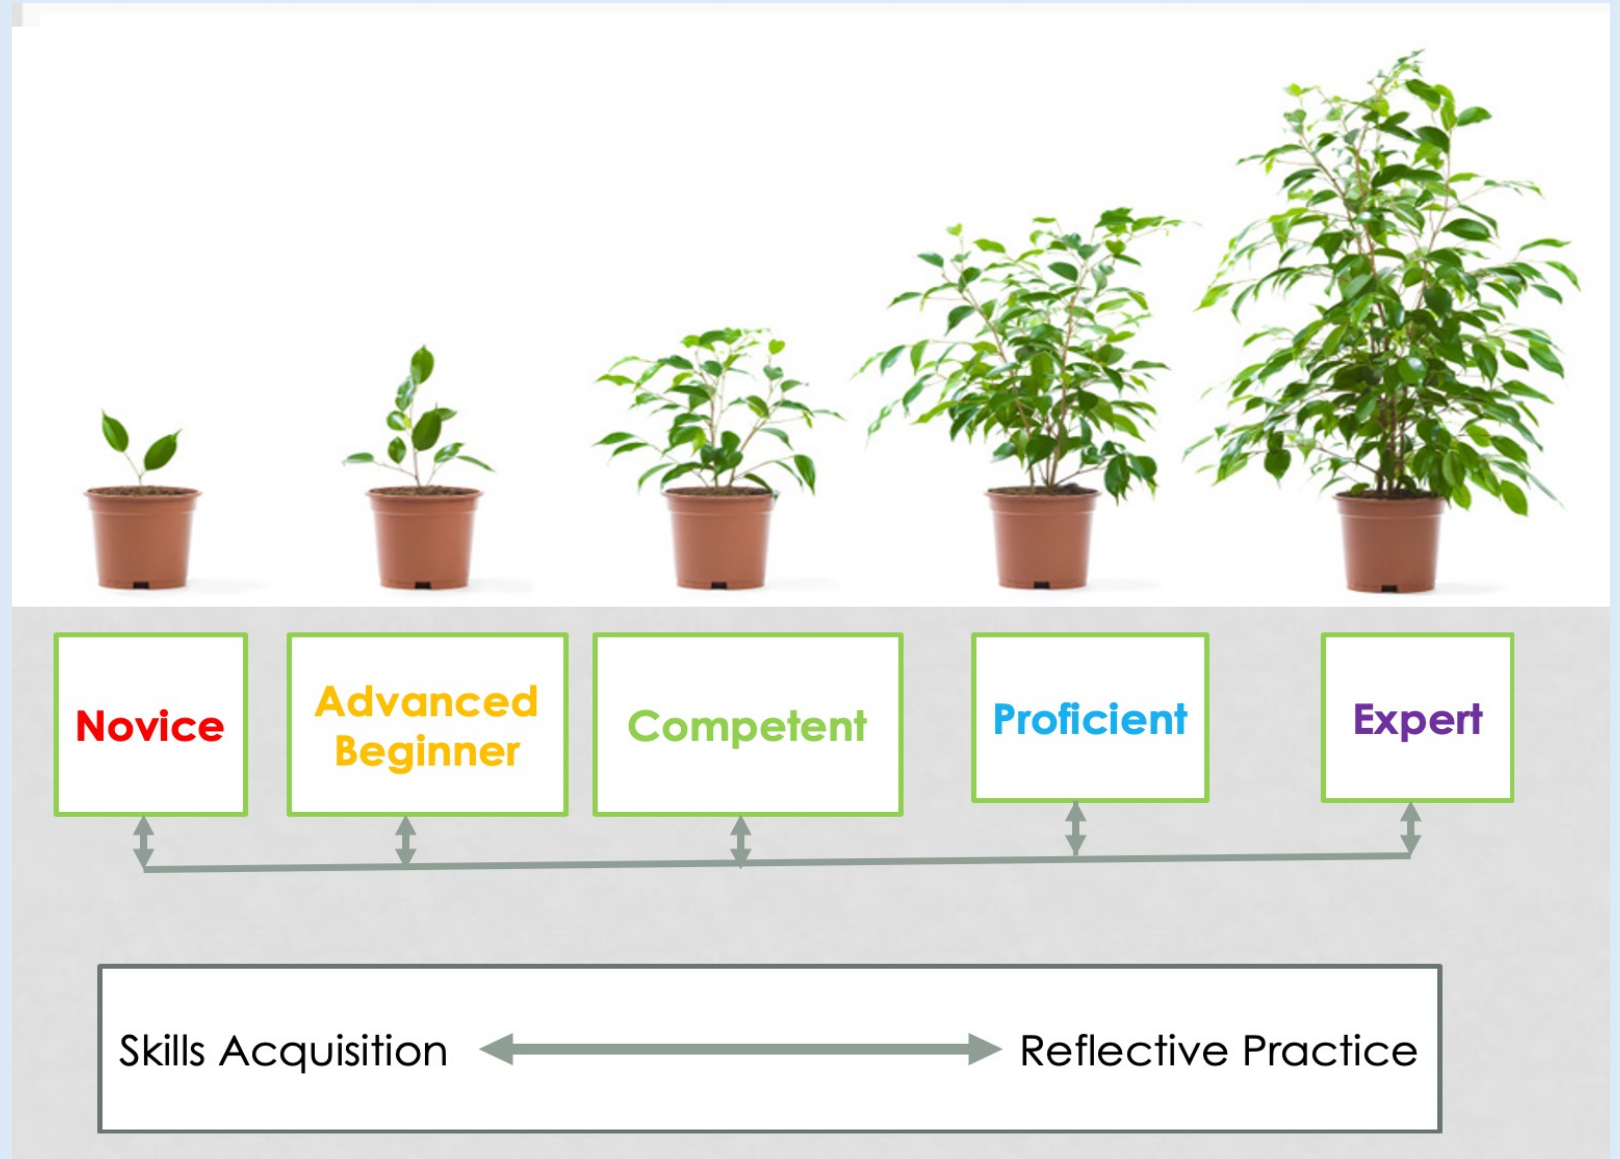 Novice
Advanced
Beginner
Competent
Proficient
Expert
Skills Acquisition
Reflective Practice